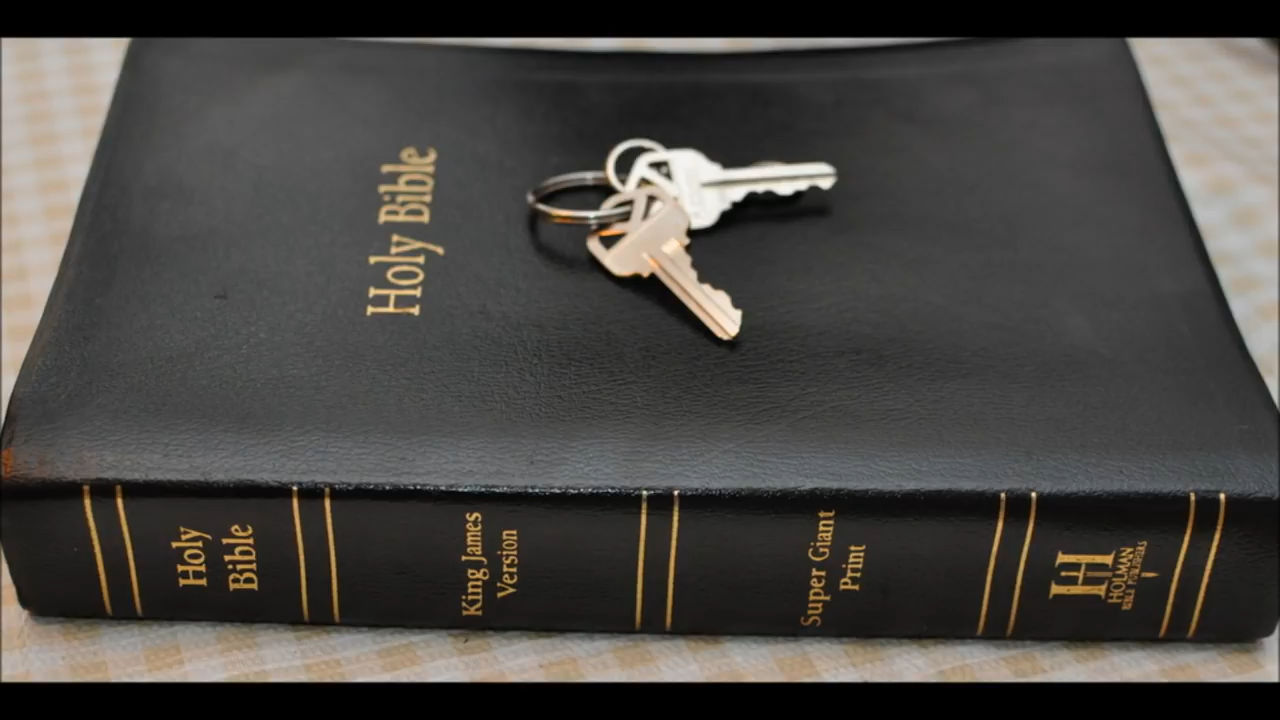 Holy Bible
Holy
Bible
King James
Version
Super Giant
Print
HOLMAN
BIBLE PUBLISHERS